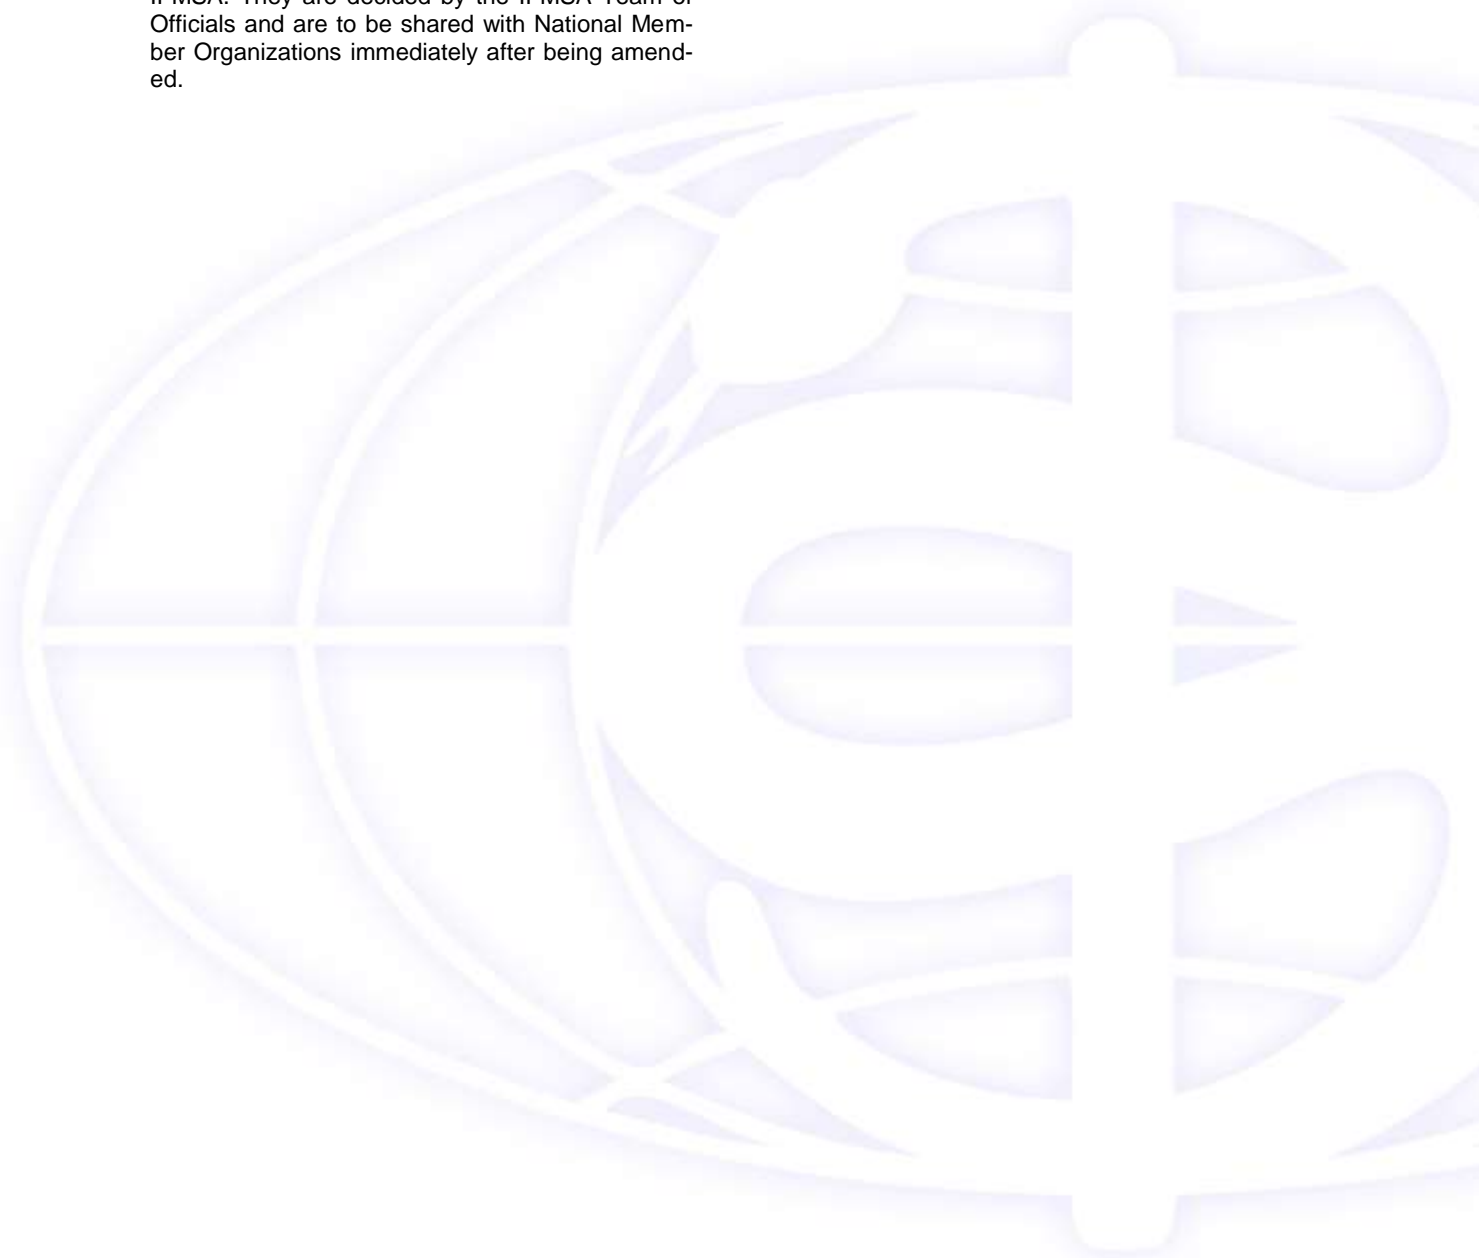 IFMSA. They are decided by the IFMSA Team of
Officials and are to be shared with National Mem-
ber Organizations immediately after being amend-
ed.